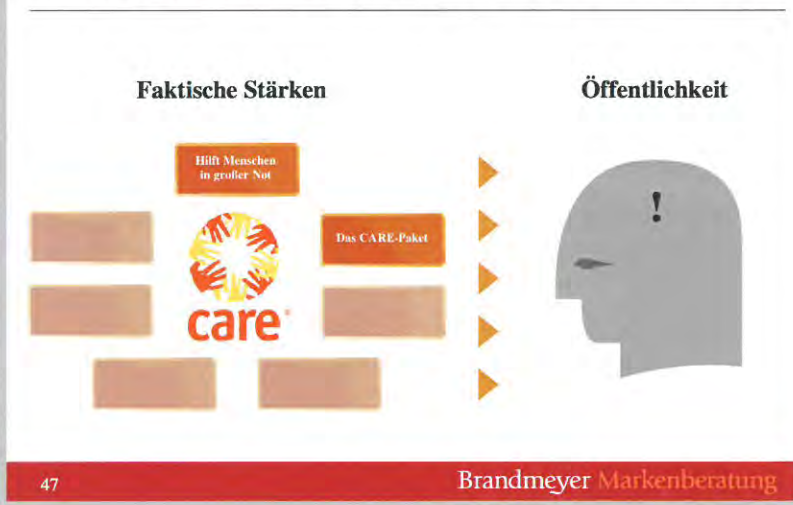 Faktische Stärken
Öffentlichkeit
Hilft Menschen
in großer Not
!
Das CARE-Paket
care®
47
Brandmeyer Markenberatung